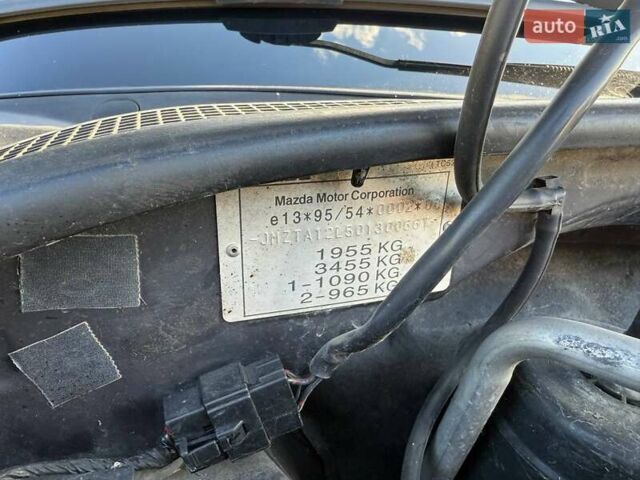 auto RIA
TC52
Mazda Motor Corporation
e13*95/54*0002*
1955 KG
3455 KG
1-1090 KG
2-965 KG